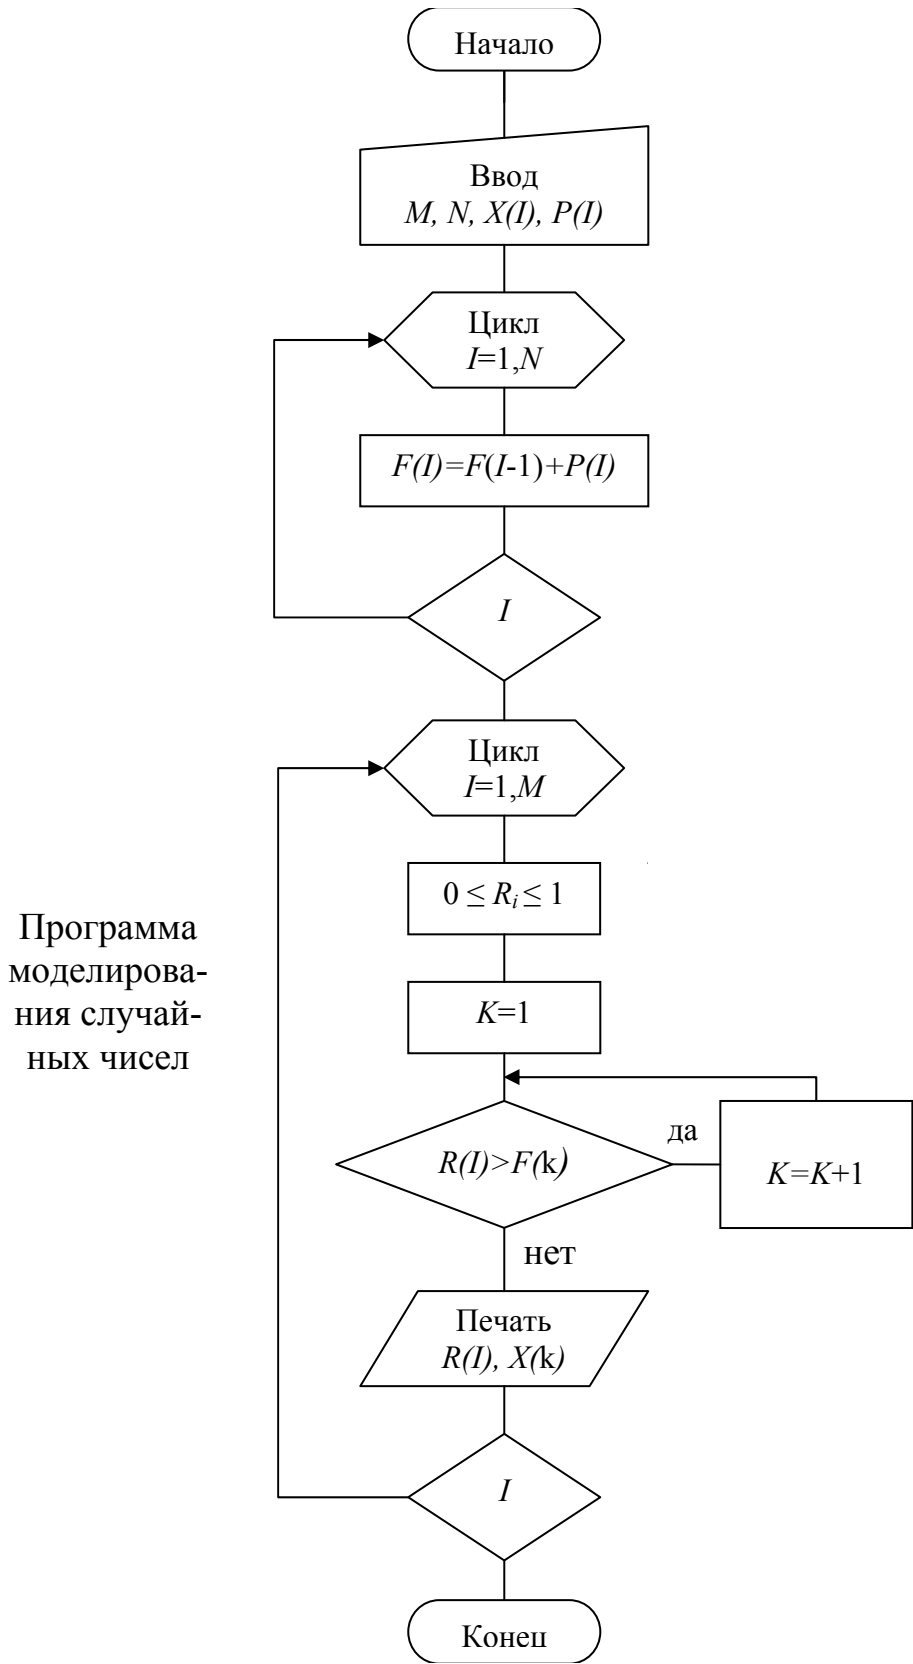 Начало
Ввод
M, N, X(I), P(I)
Цикл
I=1,N
F(I)=F(I-1)+P(I)
I
Цикл
I=1,M
0 ≤ Ri ≤ 1
Программа
моделирова-
ния случай-
ных чисел
K=1
R(I)>F(k)
да
K=K+1
нет
Печать
R(I), X(k)
I
Конец